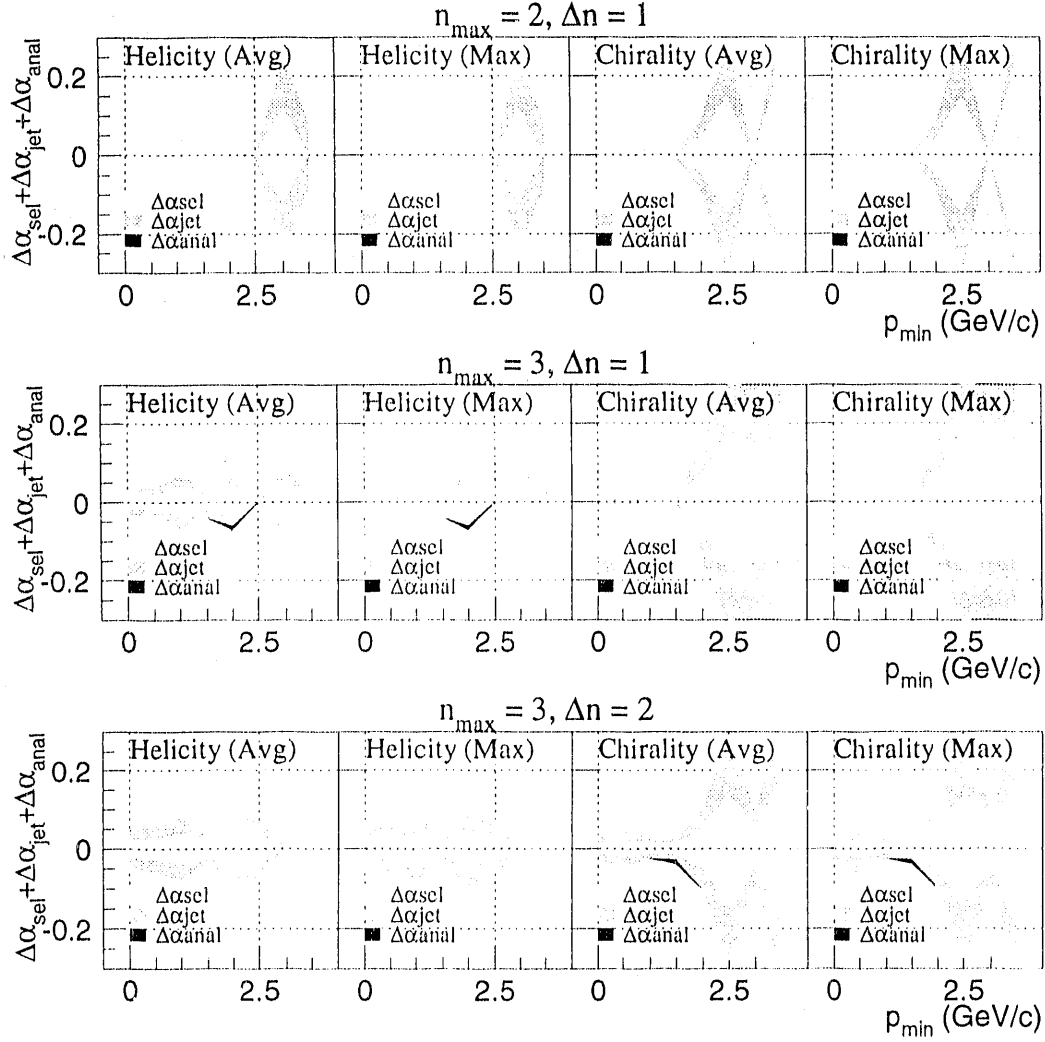 n_max = 2, Δn = 1
Δα_sel+Δα_jet+Δα_anal
Helicity (Avg) Helicity (Max) Chirality (Avg) Chirality (Max)
0.2
0
-0.2
Δαsel Δαsel Δαsel Δαsel
Δαjet Δαjet Δαjet Δαjet
Δαanal Δαanal Δαanal Δαanal
0 2.5 0 2.5 0 2.5 0 2.5
p_min (GeV/c)
n_max = 3, Δn = 1
Δα_sel+Δα_jet+Δα_anal
Helicity (Avg) Helicity (Max) Chirality (Avg) Chirality (Max)
0.2
0
-0.2
Δαsel Δαsel Δαsel Δαsel
Δαjet Δαjet Δαjet Δαjet
Δαanal Δαanal Δαanal Δαanal
0 2.5 0 2.5 0 2.5 0 2.5
p_min (GeV/c)
n_max = 3, Δn = 2
Δα_sel+Δα_jet+Δα_anal
Helicity (Avg) Helicity (Max) Chirality (Avg) Chirality (Max)
0.2
0
-0.2
Δαsel Δαsel Δαsel Δαsel
Δαjet Δαjet Δαjet Δαjet
Δαanal Δαanal Δαanal Δαanal
0 2.5 0 2.5 0 2.5 0 2.5
p_min (GeV/c)